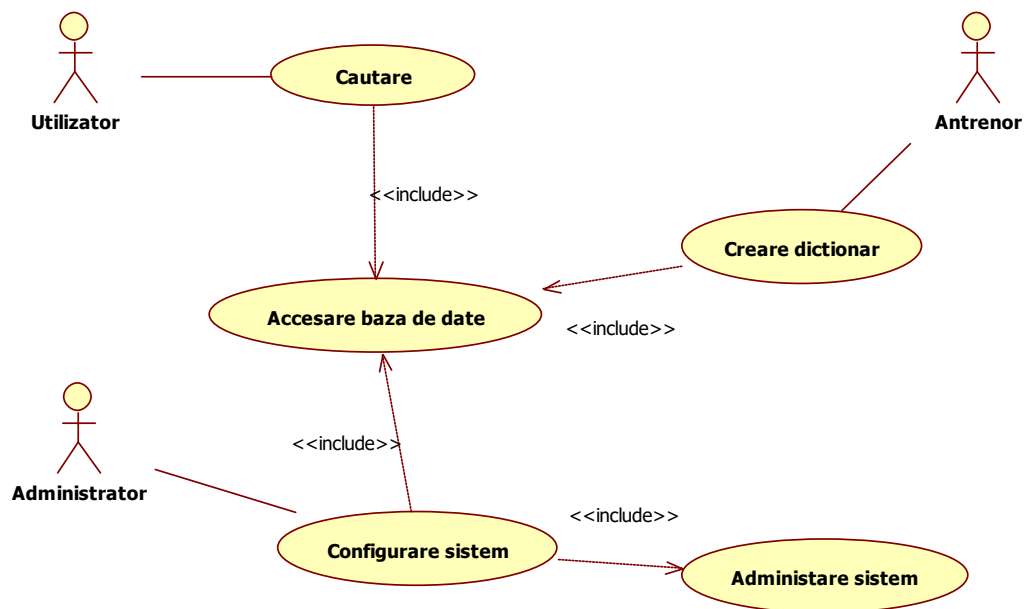 Cautare
Utilizator
Antrenor
<<include>>
Creare dictionar
Accesare baza de date
<<include>>
<<include>>
Administrator
<<include>>
Configurare sistem
Administare sistem